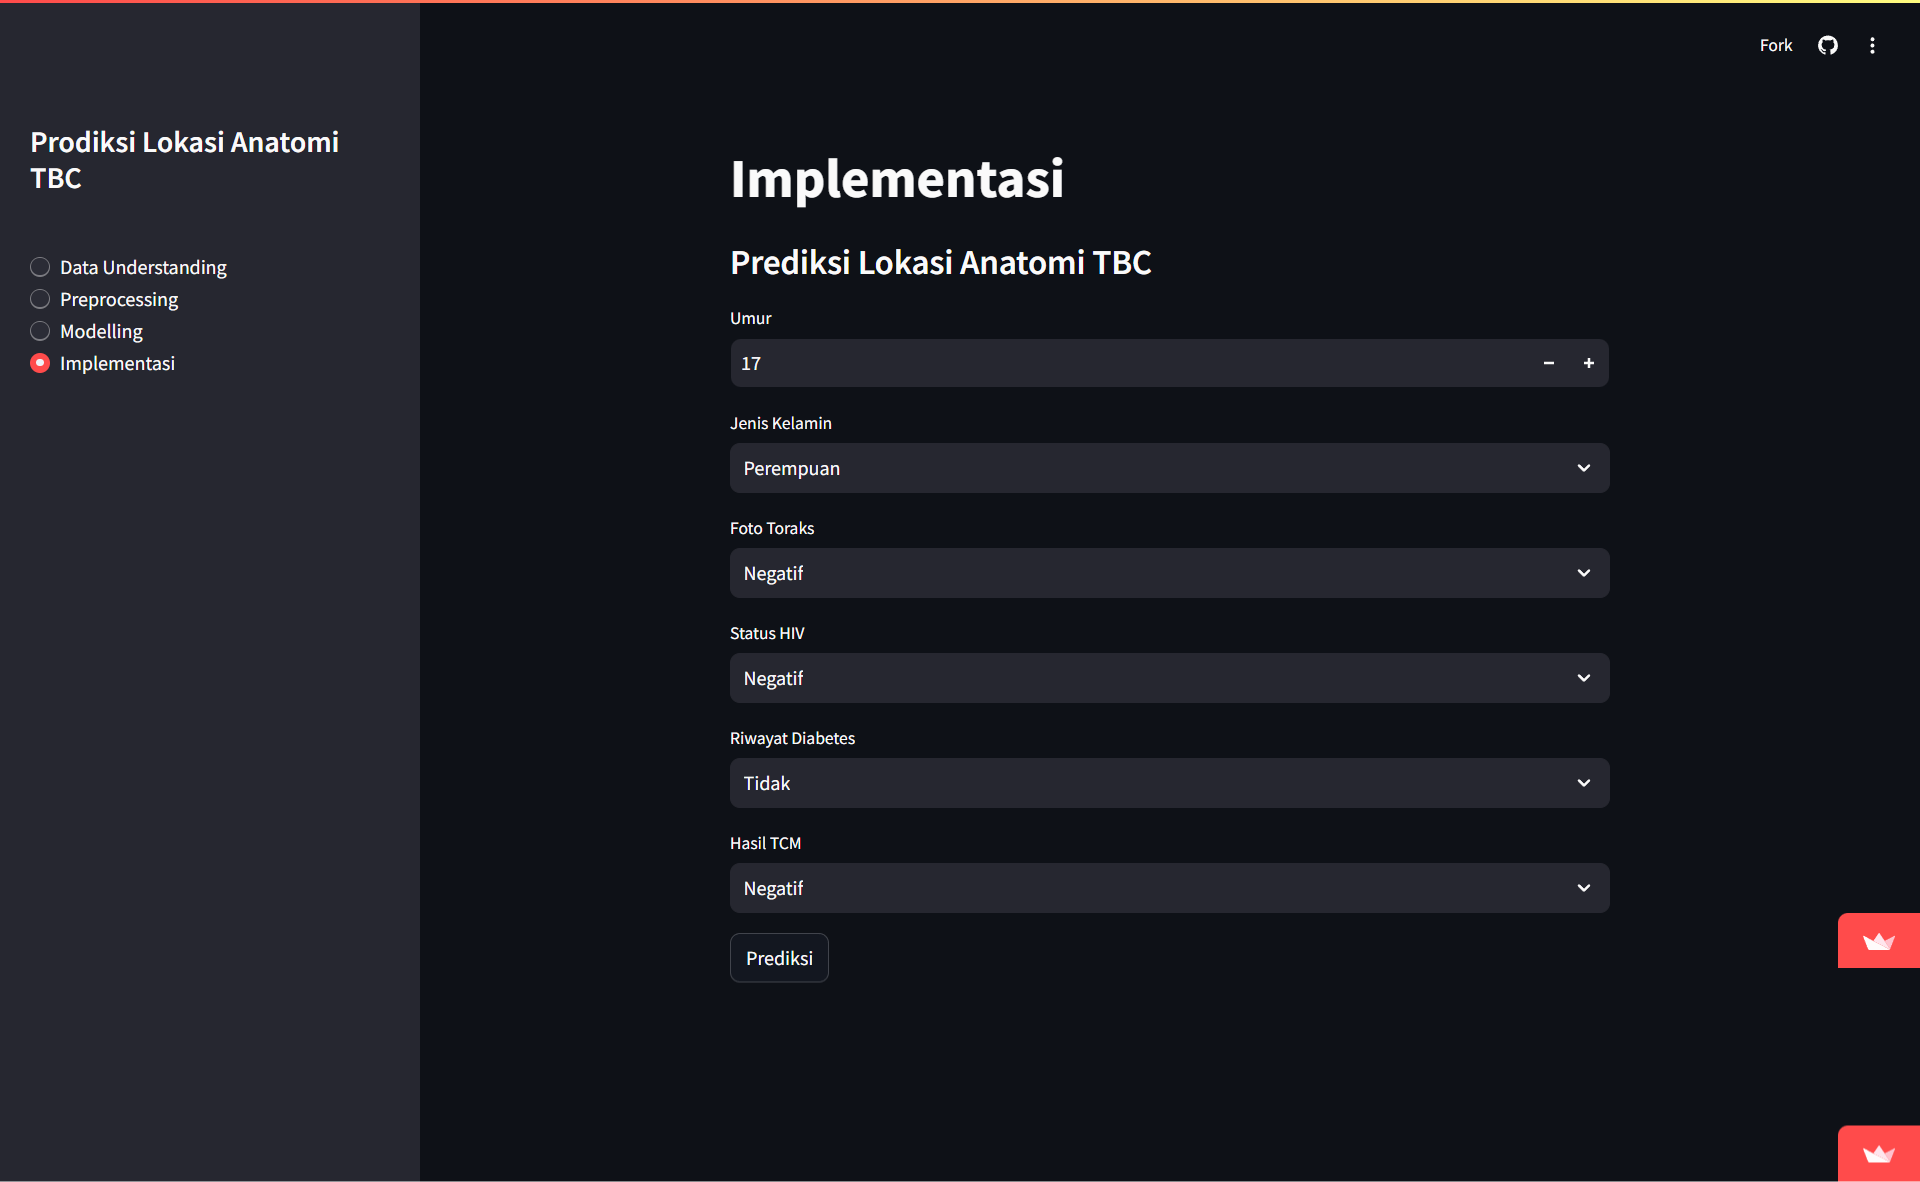 Fork
Prodiksi Lokasi Anatomi
TBC
Data Understanding
Preprocessing
Modelling
Implementasi
Implementasi
Prediksi Lokasi Anatomi TBC
Umur
17
Jenis Kelamin
Perempuan
Foto Toraks
Negatif
Status HIV
Negatif
Riwayat Diabetes
Tidak
Hasil TCM
Negatif
Prediksi